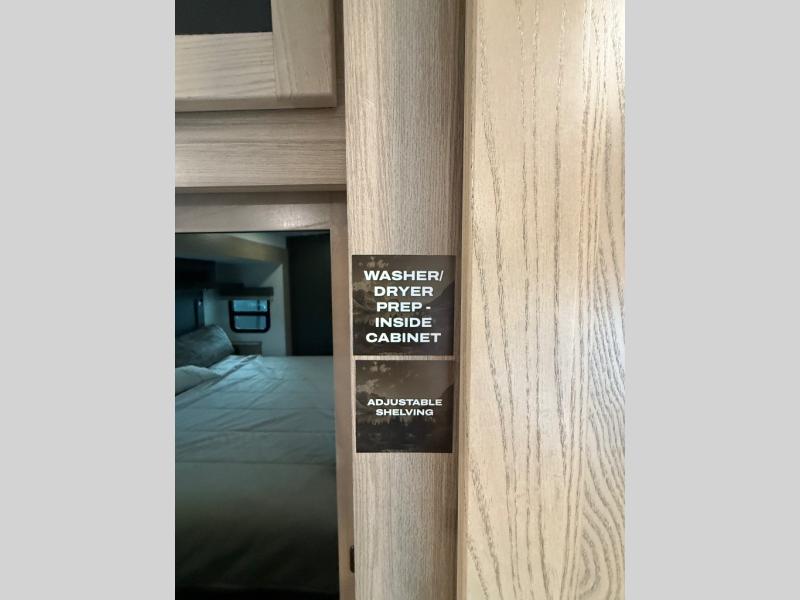 WASHER/
DRYER
PREP -
INSIDE
CABINET
ADJUSTABLE
SHELVING